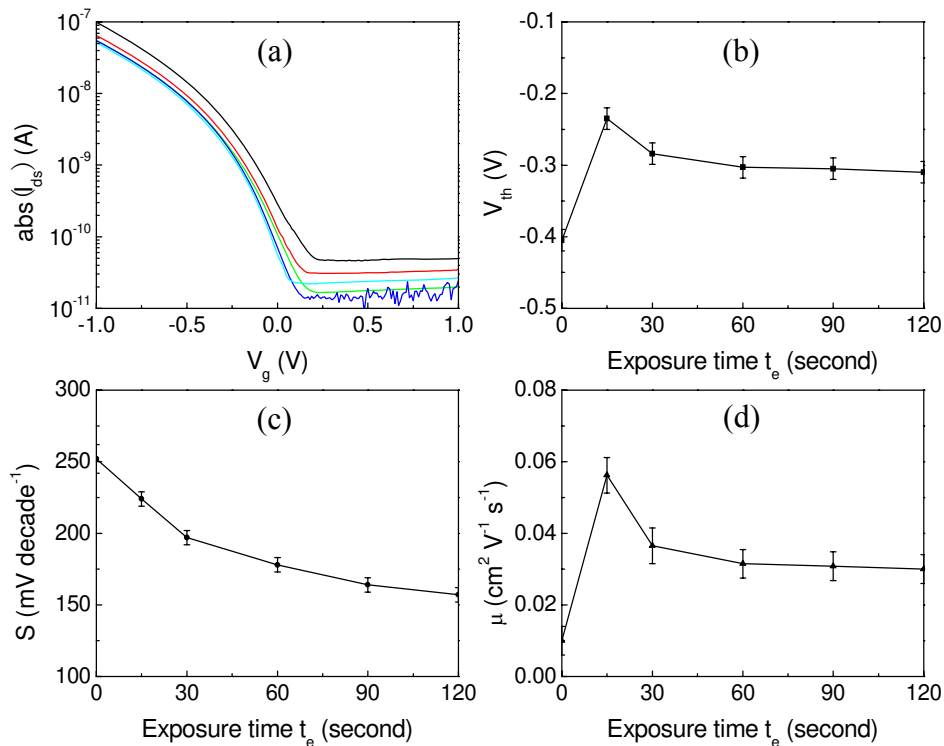 (a)
abs (I_ds) (A)
10^-7
10^-8
10^-9
10^-10
10^-11
-1.0 -0.5 0.0 0.5 1.0
V_g (V)
(b)
V_th (V)
-0.1
-0.2
-0.3
-0.4
-0.5
0 30 60 90 120
Exposure time t_e (second)
(c)
S (mV decade^-1)
300
250
200
150
100
0 30 60 90 120
Exposure time t_e (second)
(d)
μ (cm^2 V^-1 s^-1)
0.08
0.06
0.04
0.02
0.00
0 30 60 90 120
Exposure time t_e (second)